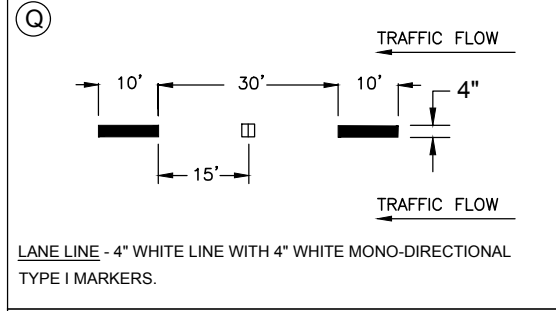 Q
TRAFFIC FLOW
10' 30' 10' 4"
15'
TRAFFIC FLOW
LANE LINE - 4" WHITE LINE WITH 4" WHITE MONO-DIRECTIONAL
TYPE I MARKERS.